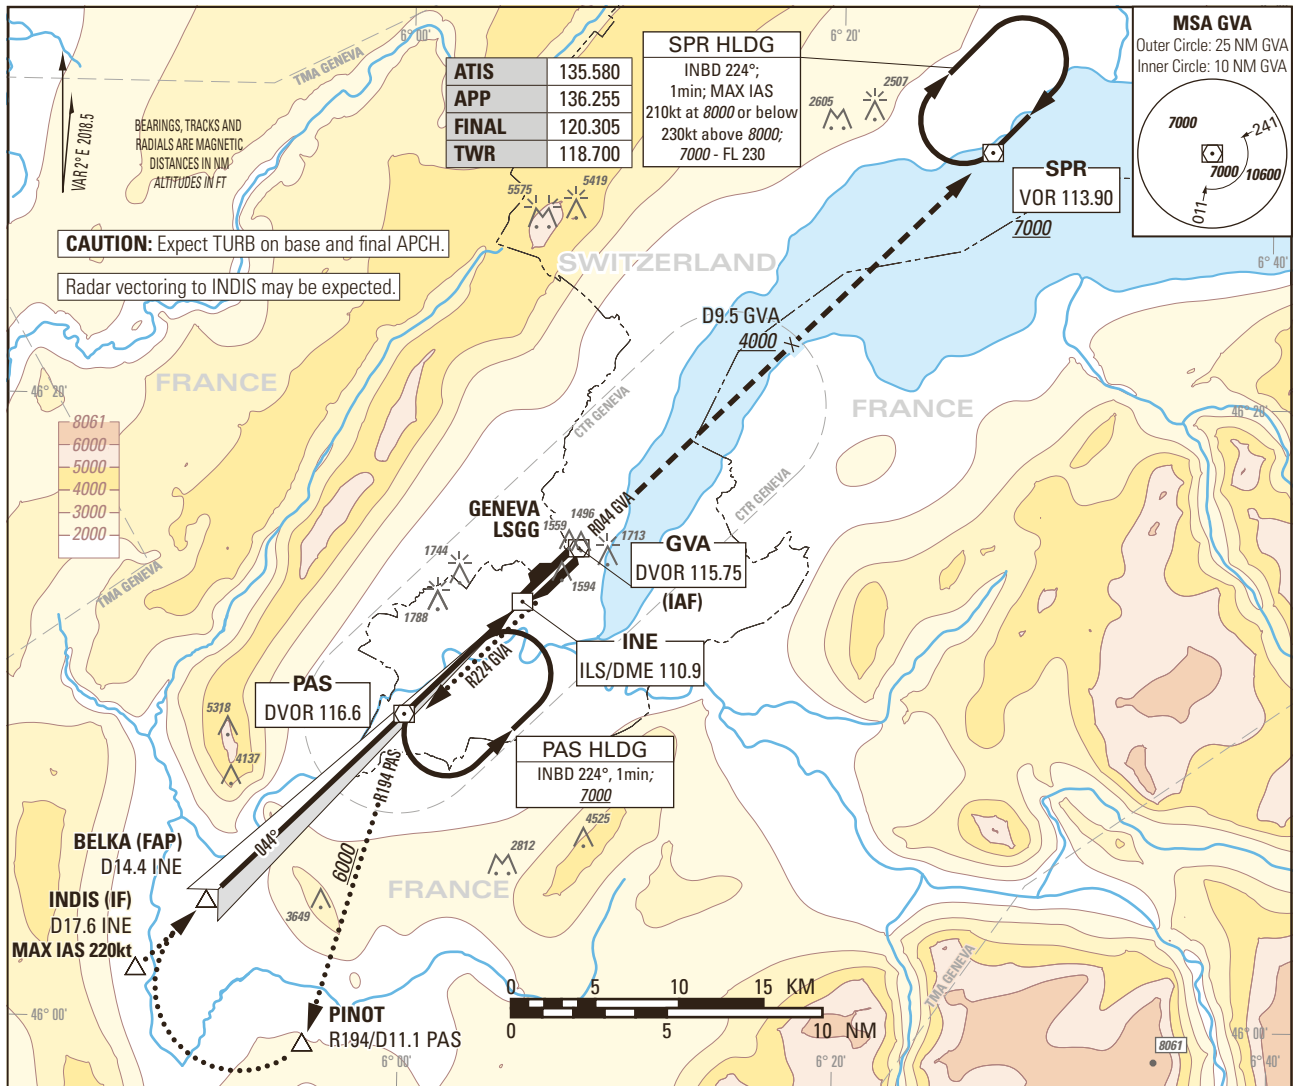 6° 00'
6° 20'
TMA GENEVA
VAR 2° E 2018.5
BEARINGS, TRACKS AND
RADIALS ARE MAGNETIC
DISTANCES IN NM
ALTITUDES IN FT
ATIS 135.580
APP 136.255
FINAL 120.305
TWR 118.700
SPR HLDG
INBD 224°;
1min; MAX IAS
210kt at 8000 or below
230kt above 8000;
7000 - FL 230
2605
2507
MSA GVA
Outer Circle: 25 NM GVA
Inner Circle: 10 NM GVA
7000
241
7000
10600
011
5575
5419
SPR
VOR 113.90
7000
CAUTION: Expect TURB on base and final APCH.
Radar vectoring to INDIS may be expected.
SWITZERLAND
6° 40'
D9.5 GVA
4000
FRANCE
46° 20'
FRANCE
46° 20'
CTR GENEVA
8061
6000
5000
4000
3000
2000
CTR GENEVA
GENEVA
LSGG
1496
1559
R044 GVA
1713
1744
GVA
DVOR 115.75
(IAF)
1594
1788
TMA GENEVA
INE
ILS/DME 110.9
R224 GVA
PAS
DVOR 116.6
5318
4137
PAS HLDG
INBD 224°, 1min;
7000
R194 PAS
4525
BELKA (FAP)
D14.4 INE
044°
6000
2812
INDIS (IF)
D17.6 INE
MAX IAS 220kt
3649
FRANCE
TMA GENEVA
0 5 10 15 KM
0 5 10 NM
46° 00'
PINOT
R194/D11.1 PAS
46° 00'
8061
6° 00'
6° 20'
6° 40'